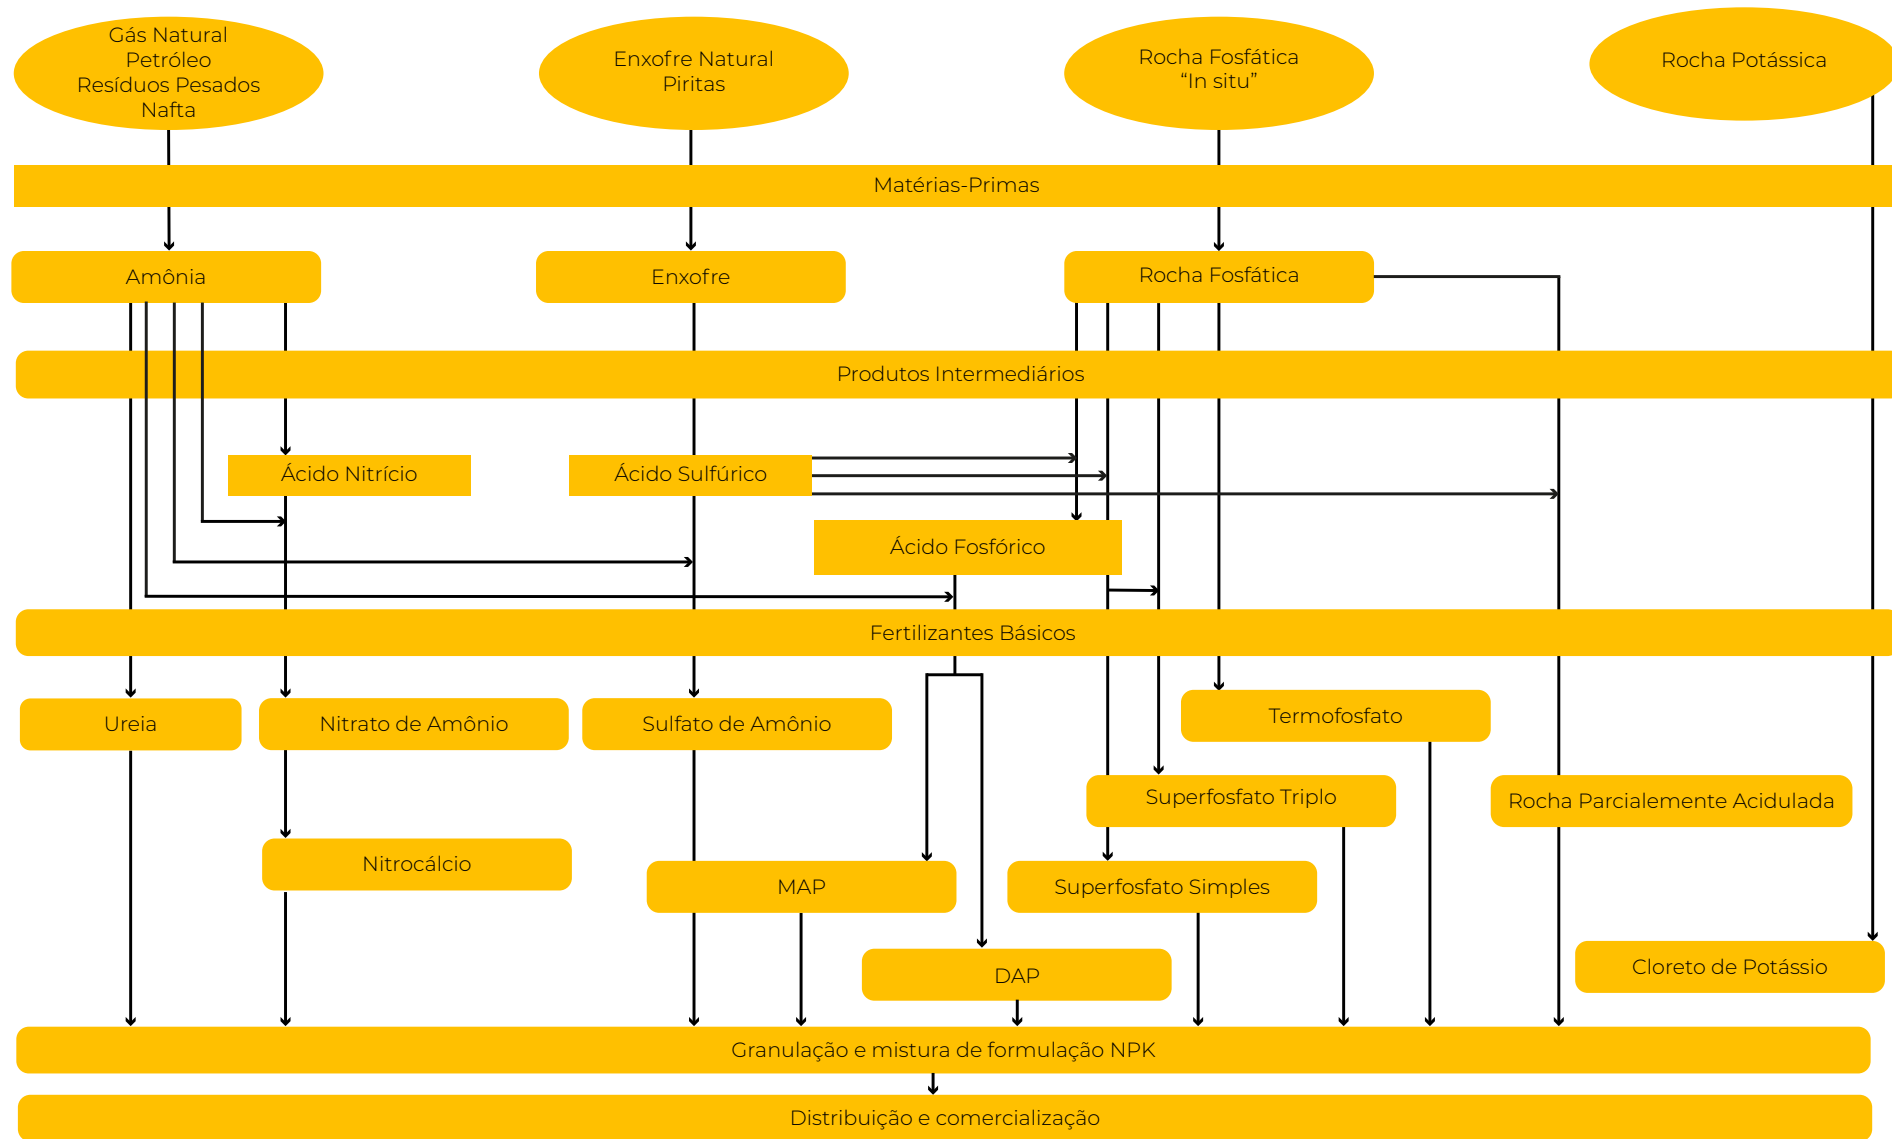 Gás Natural
Petróleo
Resíduos Pesados
Nafta
Enxofre Natural
Piritas
Rocha Fosfática
“In situ”
Rocha Potássica
Matérias-Primas
Amônia
Enxofre
Rocha Fosfática
Produtos Intermediários
Ácido Nitrício
Ácido Sulfúrico
Ácido Fosfórico
Fertilizantes Básicos
Ureia
Nitrato de Amônio
Sulfato de Amônio
Termofosfato
Superfosfato Triplo
Rocha Parcialemente Acidulada
Nitrocálcio
MAP
Superfosfato Simples
DAP
Cloreto de Potássio
Granulação e mistura de formulação NPK
Distribuição e comercialização